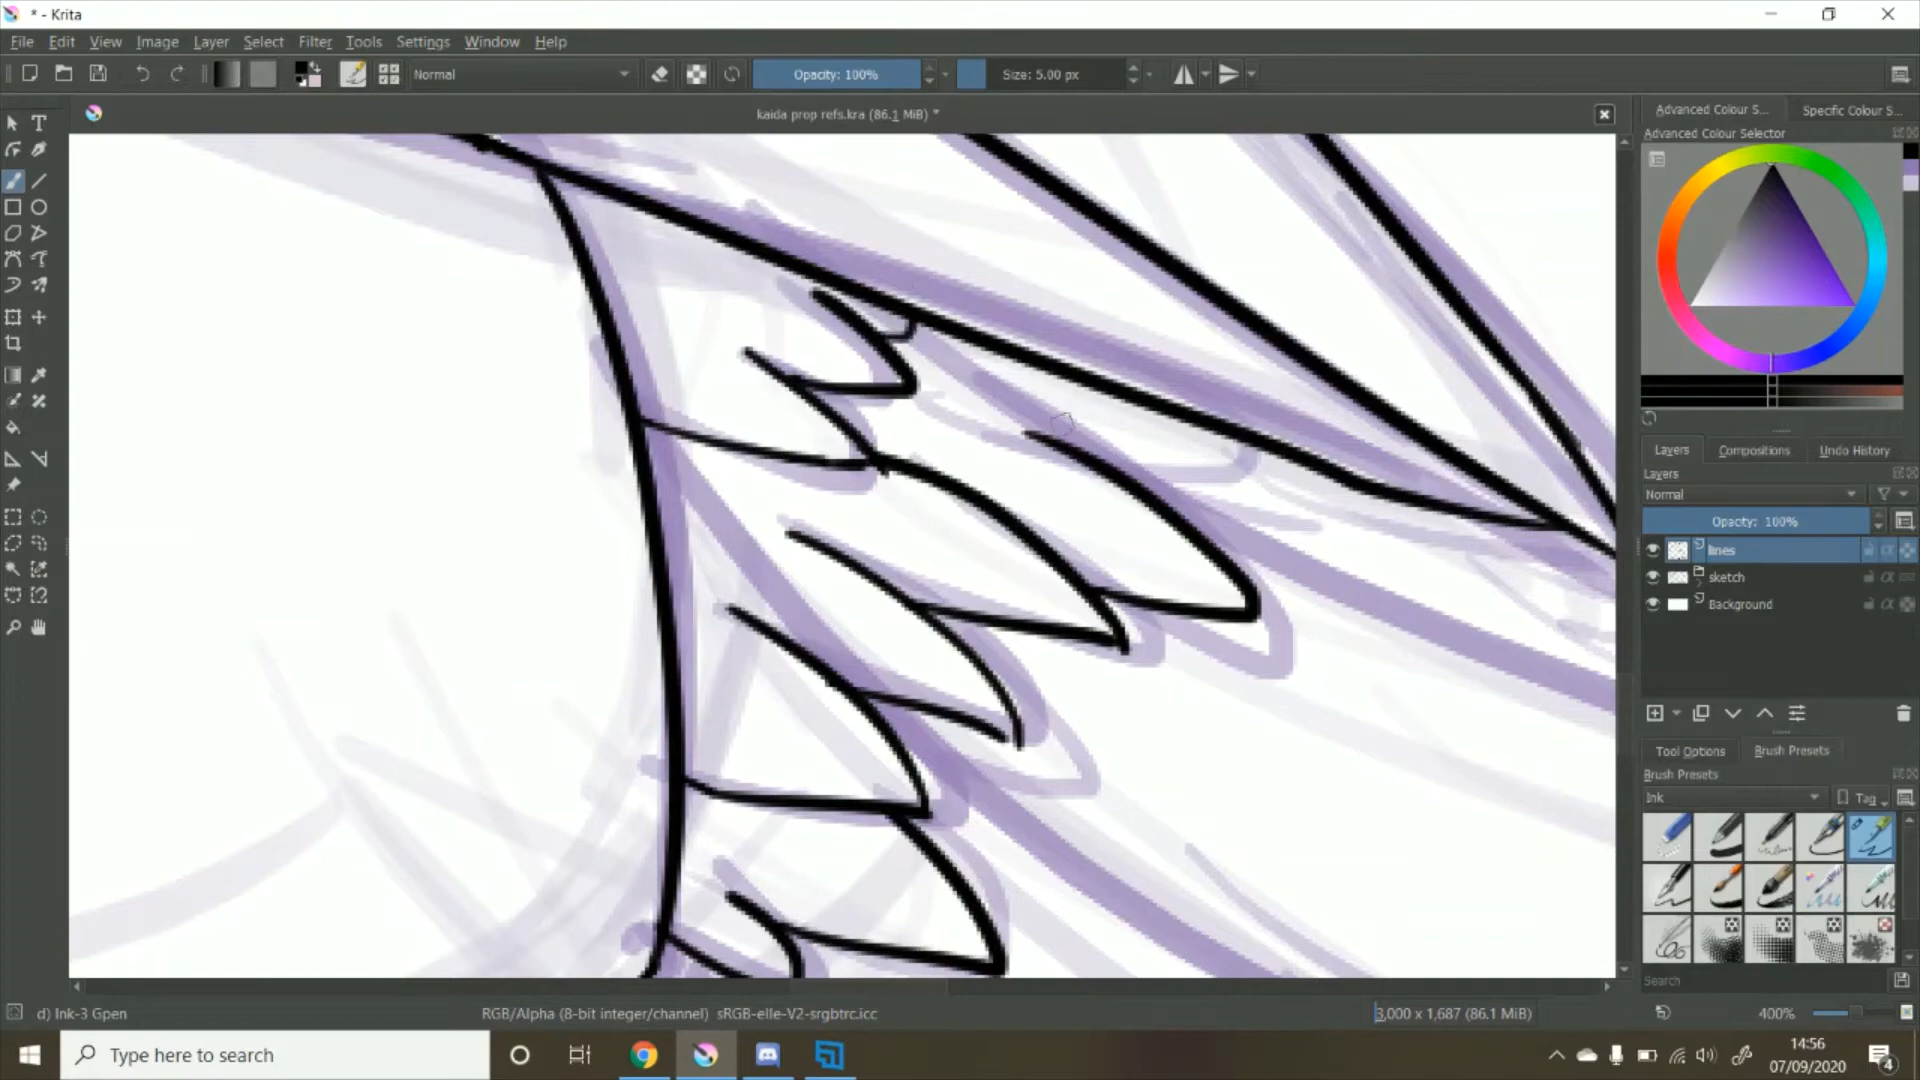 * - Krita
File Edit View Image Layer Select Filter Tools Settings Window Help
Normal
Opacity: 100%
Size: 5.00 px
kaida prop refs.kra (86.1 MiB) *
Advanced Colour S...
Specific Colour S...
Advanced Colour Selector
Layers
Compositions
Undo History
Layers
Normal
Opacity: 100%
lines
sketch
Background
Tool Options
Brush Presets
Brush Presets
Ink
Tag
Search
d) Ink-3 Gpen
RGB/Alpha (8-bit integer/channel) sRGB-elle-V2-srgbtrc.icc
3,000 x 1,687 (86.1 MiB)
400%
Type here to search
14:56
07/09/2020
4